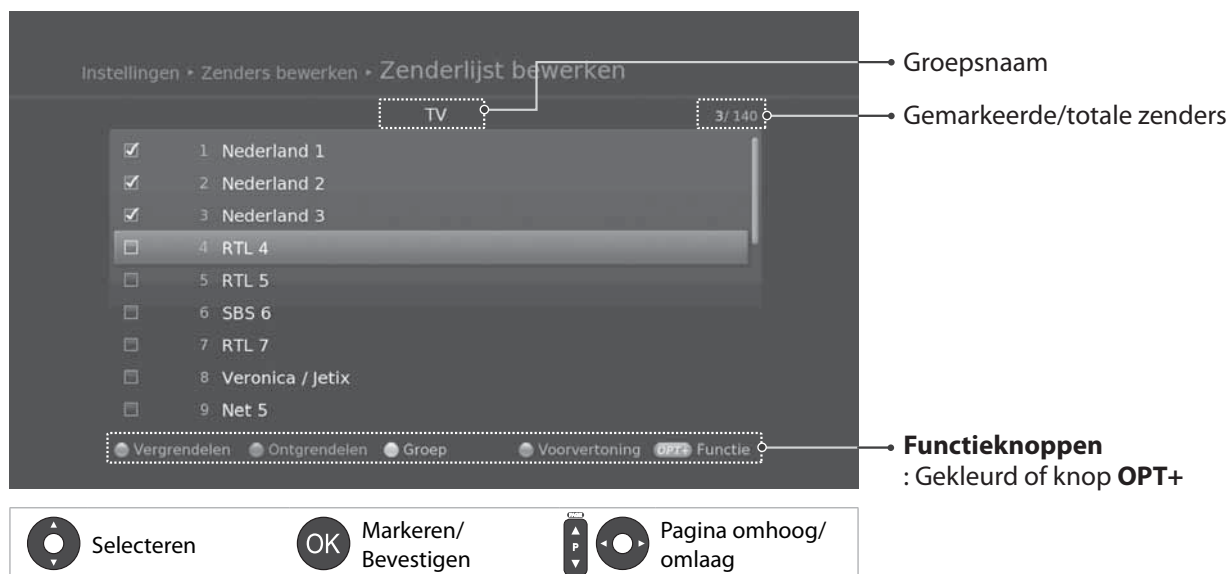 Instellingen ‣ Zenders bewerken ‣ Zenderlijst bewerken
Groepsnaam
TV
3/ 140
Gemarkeerde/totale zenders
1 Nederland 1
2 Nederland 2
3 Nederland 3
4 RTL 4
5 RTL 5
6 SBS 6
7 RTL 7
8 Veronica / Jetix
9 Net 5
Vergrendelen Ontgrendelen Groep Voorvertoning OPT+ Functie
Functieknoppen
: Gekleurd of knop OPT+
Selecteren
OK
Markeren/
Bevestigen
P
Pagina omhoog/
omlaag